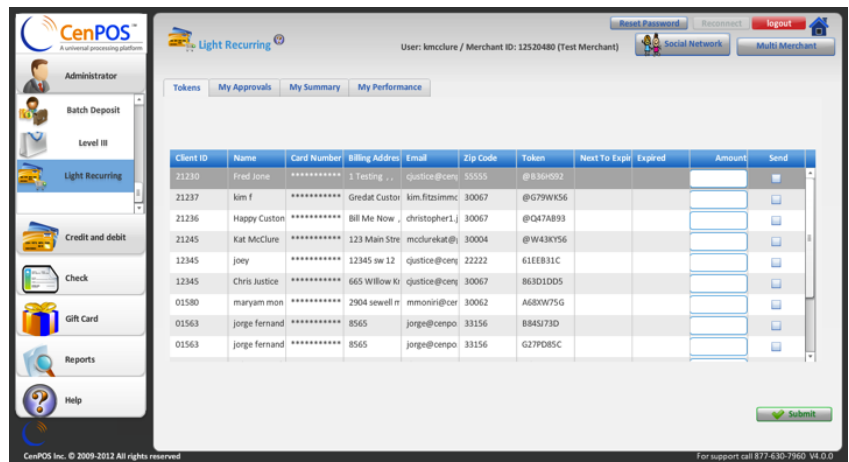 CenPOS™
A universal processing platform
Administrator
Batch Deposit
Level III
Light Recurring
Credit and debit
Check
Gift Card
Reports
Help
Light Recurring
User: kmcclure / Merchant ID: 12520480 (Test Merchant)
Reset Password Reconnect logout
Social Network Multi Merchant
Tokens My Approvals My Summary My Performance
Client ID Name Card Number Billing Addres Email Zip Code Token Next To Expir Expired Amount Send
21230 Fred Jone *********** 1 Testing , , cjustice@cenp 55555 @B36HS92
21237 kim f *********** Gredat Custor kim.fitzsimmc 30067 @G79WK56
21236 Happy Custon *********** Bill Me Now , christopher1.j 30067 @Q47AB93
21245 Kat McClure *********** 123 Main Stre mcclurekat@ 30004 @W43KY56
12345 joey *********** 12345 sw 12 cjustice@cenp 22222 61EEB31C
12345 Chris Justice *********** 665 Willow Kr cjustice@cenp 30067 863D1DD5
01580 maryam mon *********** 2904 sewell m mmoniri@cer 30062 A68XW75G
01563 jorge fernand *********** 8565 jorge@cenpo 33156 B84SJ73D
01563 jorge fernand *********** 8565 jorge@cenpo 33156 G27PD85C
Submit
CenPOS Inc. © 2009-2012 All rights reserved
For support call 877-630-7960 V4.0.0